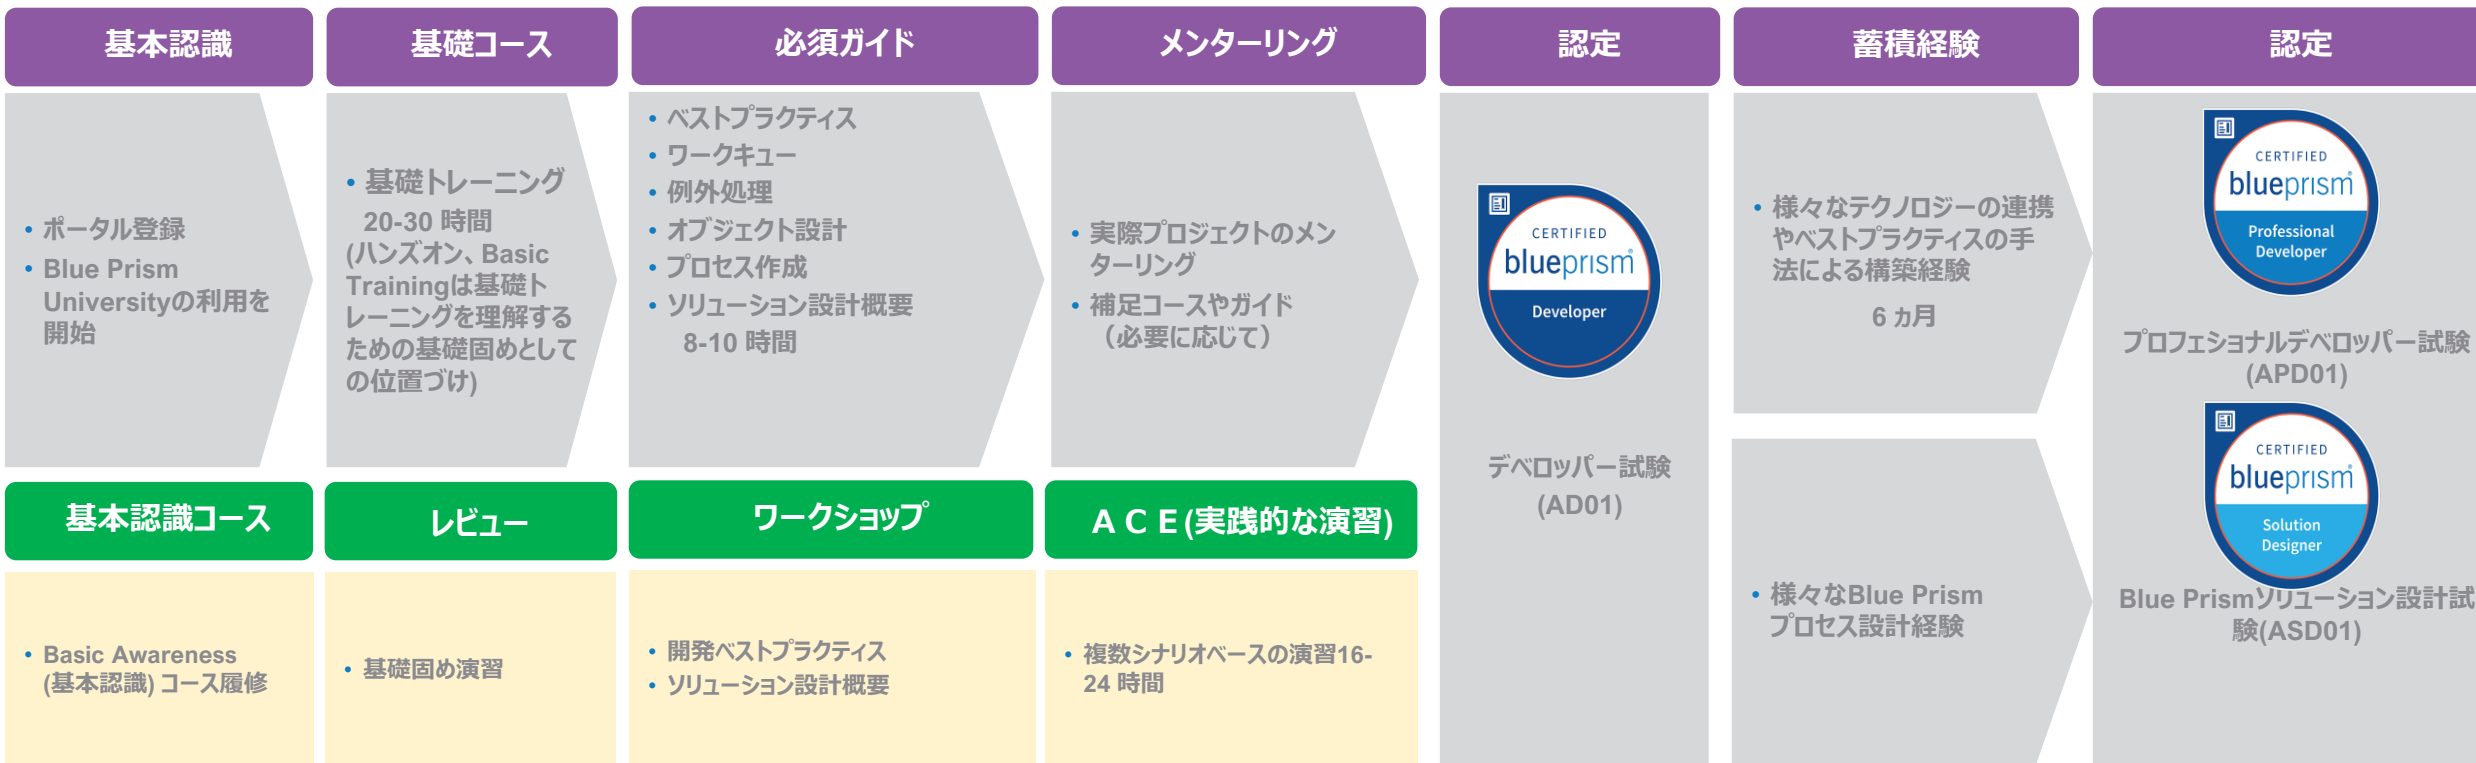 基本認識
基礎コース
必須ガイド
メンターリング
認定
蓄積経験
認定
• ポータル登録
• Blue Prism
Universityの利用を
開始
• 基礎トレーニング
20-30 時間
(ハンズオン、Basic
Trainingは基礎ト
レーニングを理解する
ための基礎固めとして
の位置づけ)
• ベストプラクティス
• ワークキュー
• 例外処理
• オブジェクト設計
• プロセス作成
• ソリューション設計概要
8-10 時間
• 実際プロジェクトのメン
ターリング
• 補足コースやガイド
（必要に応じて）
CERTIFIED
blueprism
Developer
デベロッパー試験
(AD01)
• 様々なテクノロジーの連携
やベストプラクティスの手
法による構築経験
6 ヵ月
• 様々なBlue Prism
プロセス設計経験
CERTIFIED
blueprism
Professional
Developer
プロフェショナルデベロッパー試験
(APD01)
CERTIFIED
blueprism
Solution
Designer
Blue Prismソリューション設計試
験(ASD01)
基本認識コース
レビュー
ワークショップ
ＡＣＥ(実践的な演習)
• Basic Awareness
(基本認識) コース履修
• 基礎固め演習
• 開発ベストプラクティス
• ソリューション設計概要
• 複数シナリオベースの演習16-
24 時間